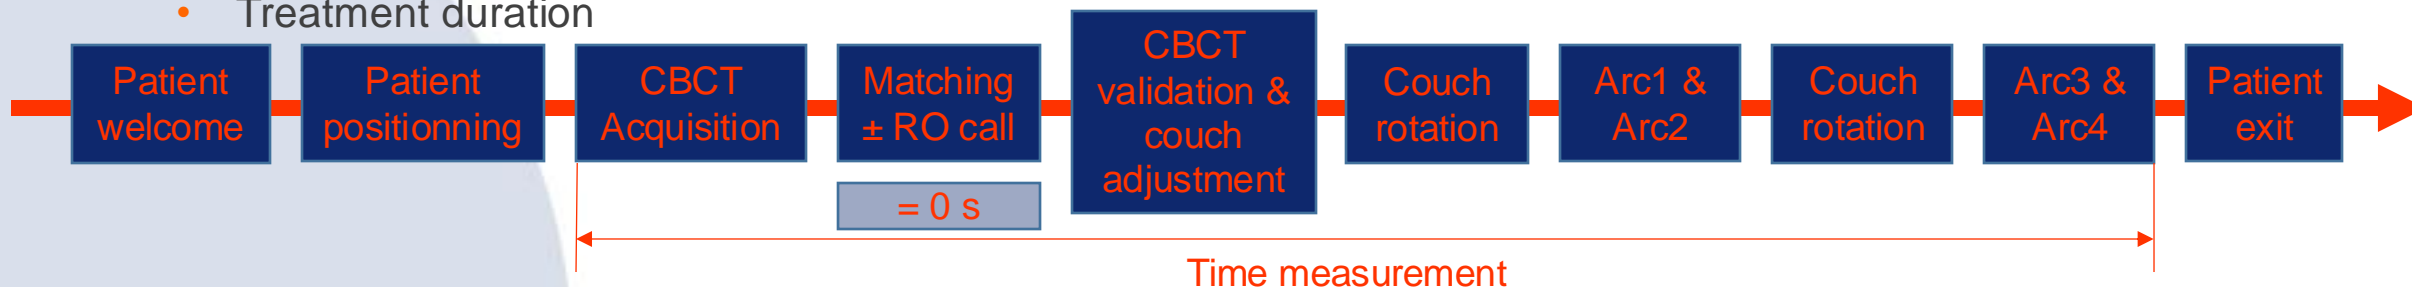 • Treatment duration
Patient
welcome
Patient
positionning
CBCT
Acquisition
Matching
± RO call
= 0 s
CBCT
validation &
couch
adjustment
Couch
rotation
Arc1 &
Arc2
Couch
rotation
Arc3 &
Arc4
Patient
exit
Time measurement